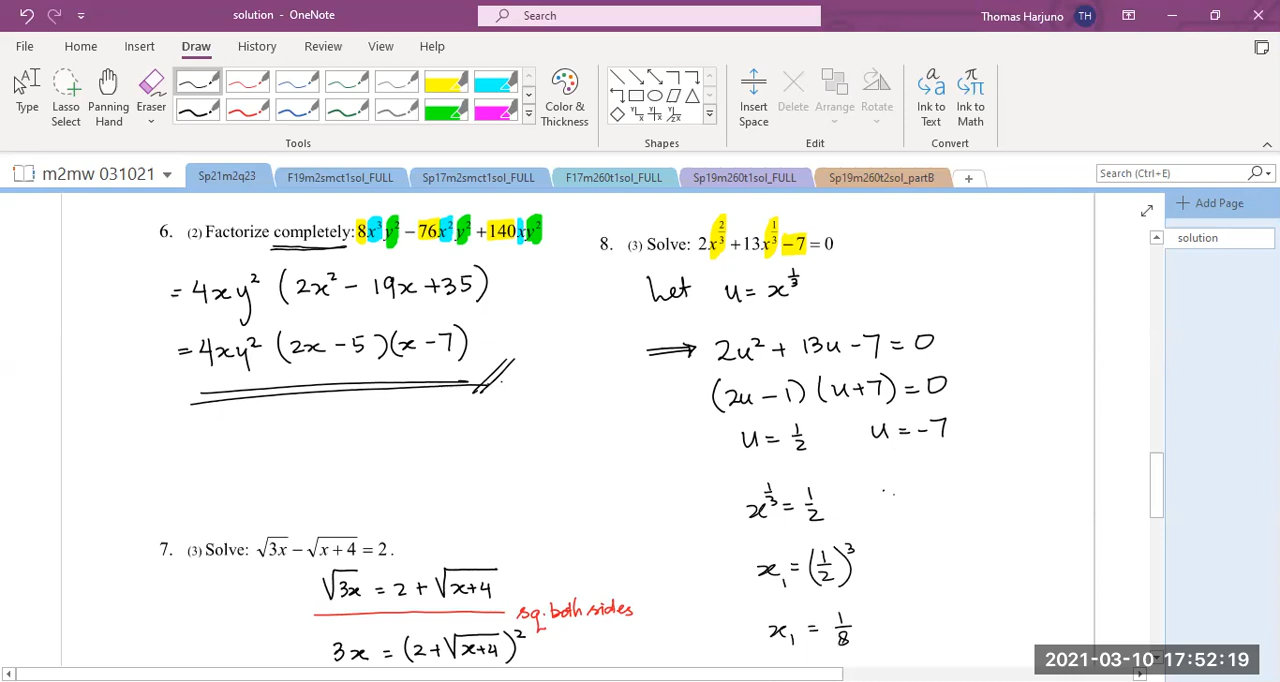 solution - OneNote
Search
Thomas Harjuno TH
File Home Insert Draw History Review View Help
Type
Lasso Select
Panning Hand
Eraser
Color & Thickness
Insert Space
Delete
Arrange
Rotate
Ink to Text
Ink to Math
Tools
Shapes
Edit
Convert
m2mw 031021
Sp21m2q23
F19m2smct1sol_FULL
Sp17m2smct1sol_FULL
F17m260t1sol_FULL
Sp19m260t1sol_FULL
Sp19m260t2sol_partB
Search (Ctrl+E)
Add Page
solution
6. (2) Factorize completely: 8x³y² − 76x²y² + 140xy²
= 4xy² (2x² − 19x + 35)
= 4xy² (2x − 5)(x − 7)
7. (3) Solve: √3x − √x+4 = 2.
√3x = 2 + √x+4
sq. both sides
3x = (2 + √x+4)²
8. (3) Solve: 2x^(2/3) + 13x^(1/3) − 7 = 0
Let u = x^(1/3)
⟹ 2u² + 13u − 7 = 0
(2u − 1) (u + 7) = 0
u = 1/2 u = −7
x^(1/3) = 1/2
x₁ = (1/2)³
x₁ = 1/8
2021-03-10 17:52:19